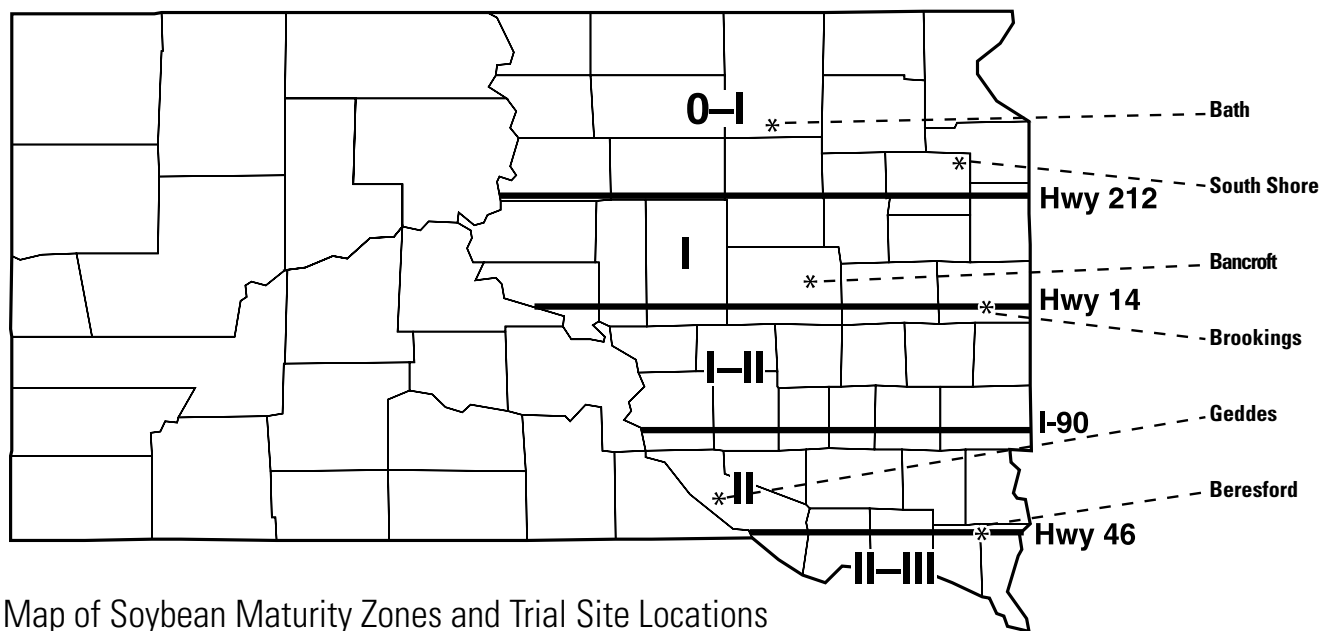 0–I
* Bath
* South Shore
Hwy 212
I
* Bancroft
Hwy 14
* Brookings
I–II
Geddes
I-90
* II
Beresford
* Hwy 46
II–III
Map of Soybean Maturity Zones and Trial Site Locations